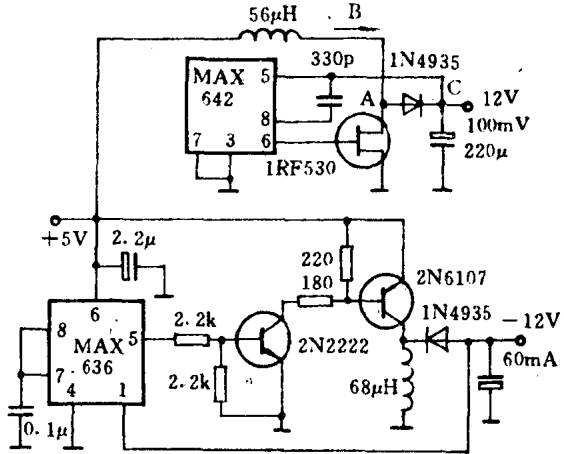 56μH
B
330p
1N4935
MAX
642
5
8
6
7
3
A
C
12V
100mV
220μ
1RF530
+5V
2.2μ
220
180
2N6107
1N4935
-12V
60mA
6
8
MAX
636
5
7
4
1
2.2k
2.2k
2N2222
68μH
0.1μ